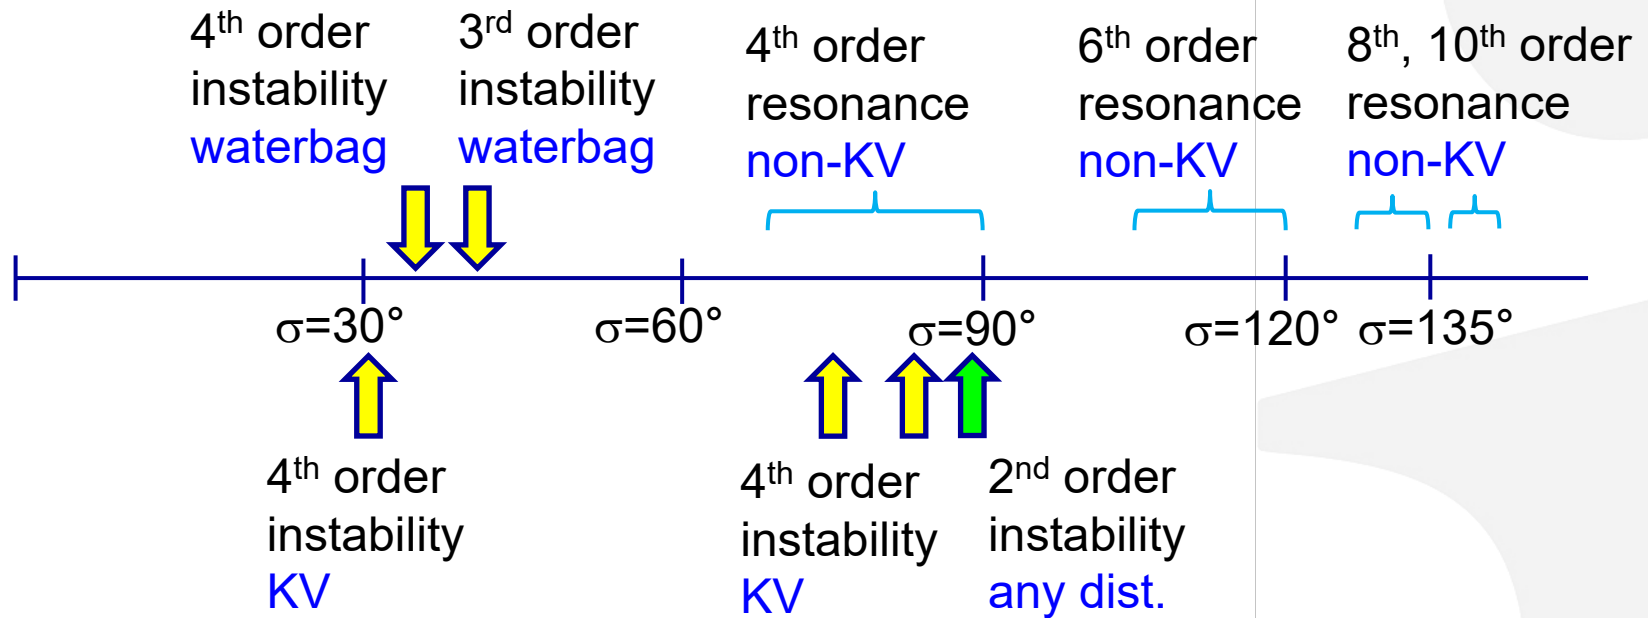 4th order
instability
waterbag
3rd order
instability
waterbag
4th order
resonance
non-KV
6th order
resonance
non-KV
8th, 10th order
resonance
non-KV
σ=30°
σ=60°
σ=90°
σ=120°
σ=135°
4th order
instability
KV
4th order
instability
KV
2nd order
instability
any dist.